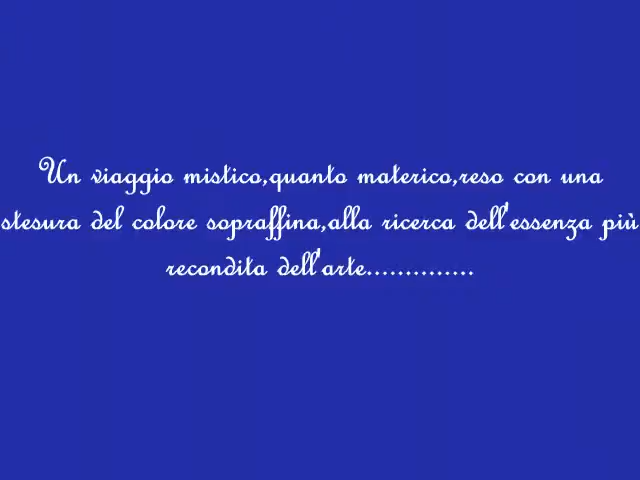 Un viaggio mistico,quanto materico,reso con una
stesura del colore sopraffina,alla ricerca dell'essenza più
recondita dell'arte..............